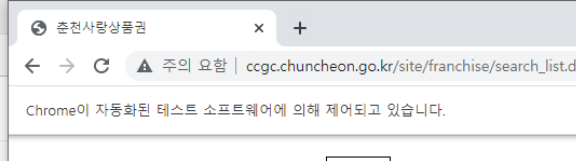 춘천사랑상품권
주의 요함 ccgc.chuncheon.go.kr/site/franchise/search_list.d
Chrome이 자동화된 테스트 소프트웨어에 의해 제어되고 있습니다.